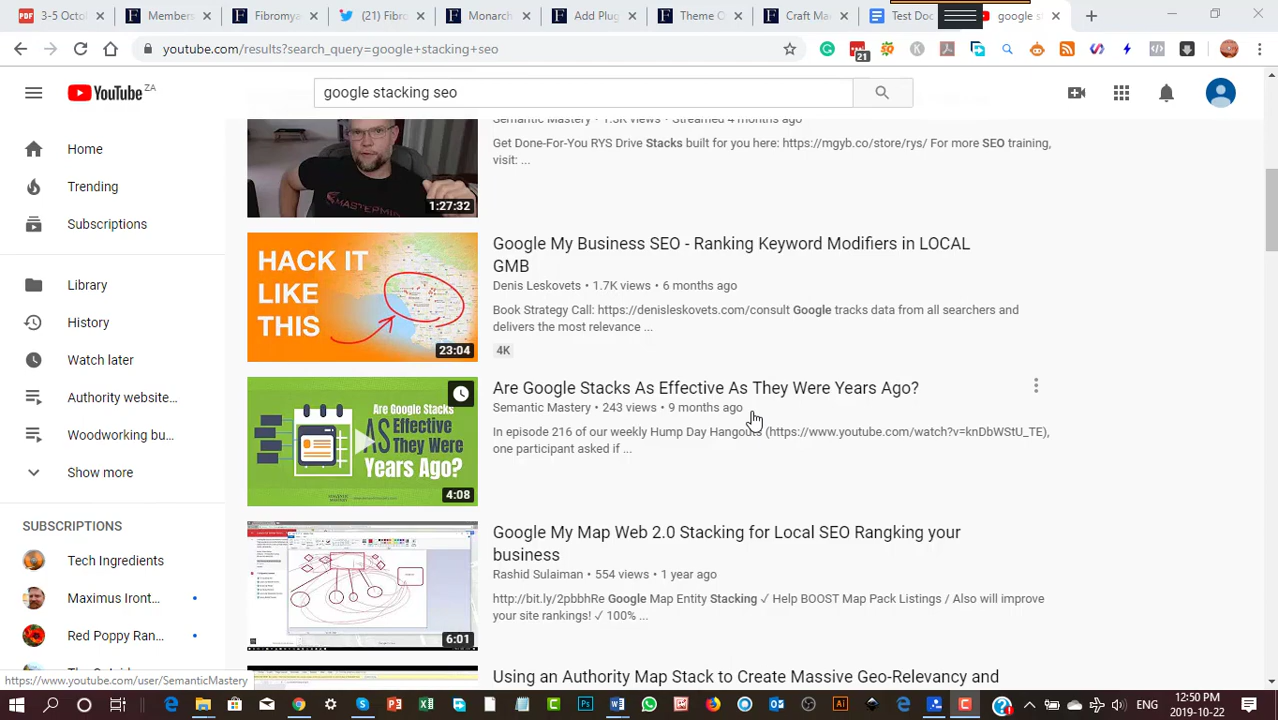 3-5 Octo
F Membe
F Filipiny
(2) Fibro
F Monarc
F Add Pr
There's
F Craft Ma
Test Doc
google s
youtube.com/results?search_query=google+stacking+seo
21
YouTube ZA
google stacking seo
Semantic Mastery • 1.3K views • Streamed 4 months ago
Home
Get Done-For-You RYS Drive Stacks built for you here: https://mgyb.co/store/rys/ For more SEO training,
visit: ...
Trending
1:27:32
Subscriptions
Google My Business SEO - Ranking Keyword Modifiers in LOCAL
GMB
HACK IT
LIKE
THIS
Denis Leskovets • 1.7K views • 6 months ago
Library
Book Strategy Call: https://denisleskovets.com/consult Google tracks data from all searchers and
delivers the most relevance ...
History
4K
23:04
Watch later
Are Google Stacks As Effective As They Were Years Ago?
Authority website...
Semantic Mastery • 243 views • 9 months ago
Are Google Stacks
AS Effective
As They Were
Years Ago?
In episode 216 of our weekly Hump Day Hangouts (https://www.youtube.com/watch?v=knDbWStU_TE),
one participant asked if ...
Woodworking bu...
Show more
4:08
SUBSCRIPTIONS
Google My Map Web 2.0 Stacking for Local SEO Rangking your
business
Tech Ingredients
Rashid Sulaiman • 534 views • 1 year ago
Maximus Iront...
http://bit.ly/2pbbhRe Google Map Entity Stacking ✓ Help BOOST Map Pack Listings / Also will improve
your site rankings! ✓ 100% ...
Red Poppy Ran...
6:01
Using an Authority Map Stack to Create Massive Geo-Relevancy and
https://www.youtube.com/user/SemanticMastery
ENG
12:50 PM
2019-10-22